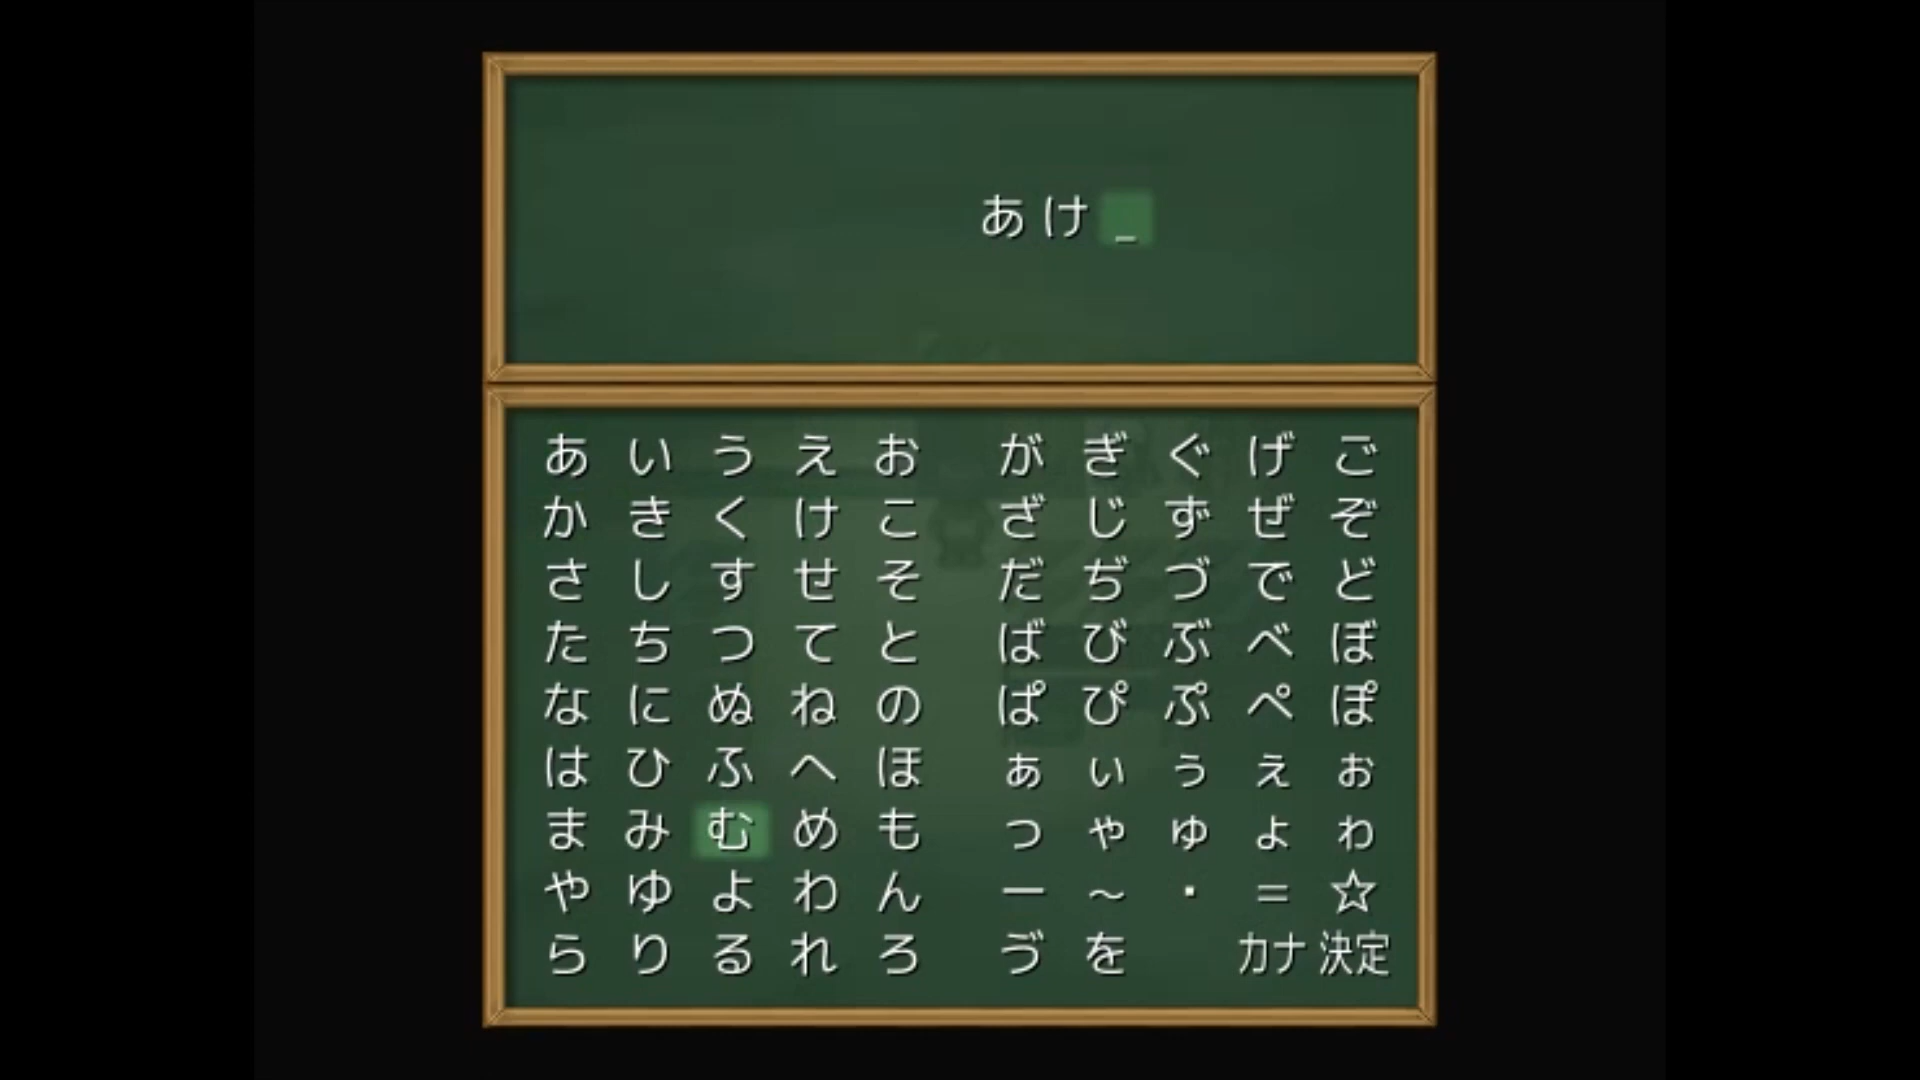 あけ_
あ い う え お が ぎ ぐ げ ご
か き く け こ ざ じ ず ぜ ぞ
さ し す せ そ だ ぢ づ で ど
た ち つ て と ば び ぶ べ ぼ
な に ぬ ね の ぱ ぴ ぷ ぺ ぽ
は ひ ふ へ ほ ぁ ぃ ぅ ぇ ぉ
ま み む め も っ ゃ ゅ ょ ゎ
や ゆ よ わ ん ー ～ ・ ＝ ☆
ら り る れ ろ ゔ を カナ 決定